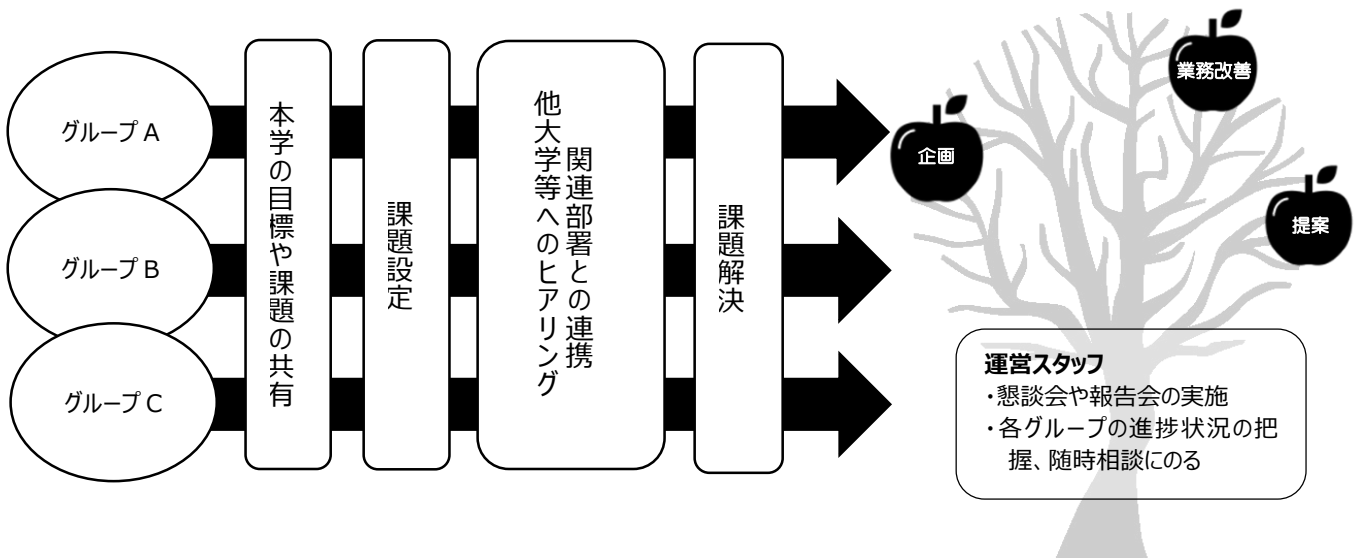 グループ A
グループ B
グループ C
本学の目標や課題の共有
課題設定
関連部署との連携
他大学等へのヒアリング
課題解決
企画
業務改善
提案
運営スタッフ
・懇談会や報告会の実施
・各グループの進捗状況の把
握、随時相談にのる